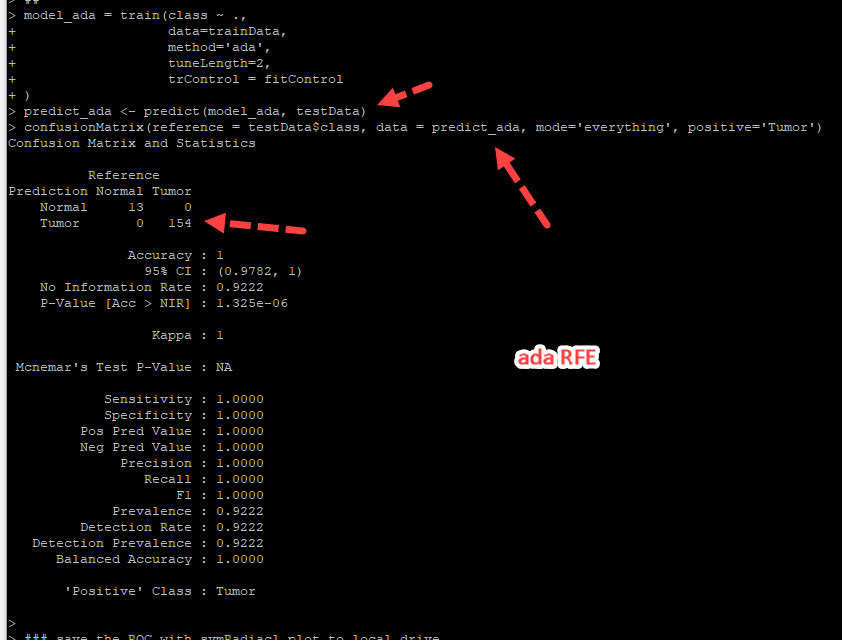 > ##
> model_ada = train(class ~ .,
+                   data=trainData,
+                   method='ada',
+                   tuneLength=2,
+                   trControl = fitControl
+ )
> predict_ada <- predict(model_ada, testData)
> confusionMatrix(reference = testData$class, data = predict_ada, mode='everything', positive='Tumor')
Confusion Matrix and Statistics
          Reference
Prediction Normal Tumor
    Normal     13     0
    Tumor       0   154
               Accuracy : 1
                 95% CI : (0.9782, 1)
    No Information Rate : 0.9222
    P-Value [Acc > NIR] : 1.325e-06
                  Kappa : 1
ada RFE
 Mcnemar's Test P-Value : NA
            Sensitivity : 1.0000
            Specificity : 1.0000
         Pos Pred Value : 1.0000
         Neg Pred Value : 1.0000
              Precision : 1.0000
                 Recall : 1.0000
                     F1 : 1.0000
             Prevalence : 0.9222
         Detection Rate : 0.9222
   Detection Prevalence : 0.9222
      Balanced Accuracy : 1.0000
       'Positive' Class : Tumor
>
> ### save the ROC with svmRadiacl plot to local drive